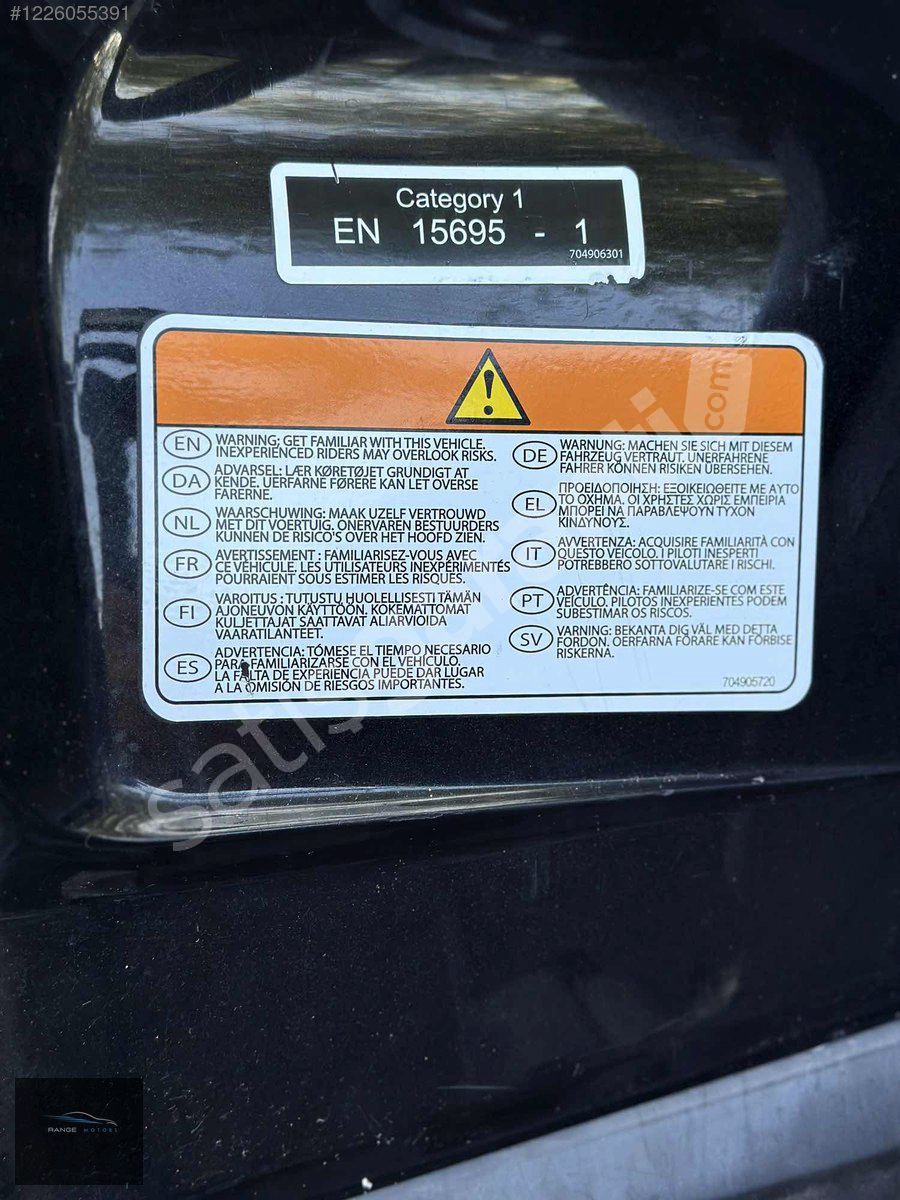 #1226055391
Category 1
EN 15695 - 1
704906301
EN WARNING: GET FAMILIAR WITH THIS VEHICLE.
INEXPERIENCED RIDERS MAY OVERLOOK RISKS.
DA ADVARSEL: LÆR KØRETØJET GRUNDIGT AT
KENDE. UERFARNE FØRERE KAN LET OVERSE
FARERNE.
NL WAARSCHUWING: MAAK UZELF VERTROUWD
MET DIT VOERTUIG. ONERVAREN BESTUURDERS
KUNNEN DE RISICO'S OVER HET HOOFD ZIEN.
FR AVERTISSEMENT : FAMILIARISEZ-VOUS AVEC
CE VÉHICULE. LES UTILISATEURS INEXPÉRIMENTÉS
POURRAIENT SOUS ESTIMER LES RISQUES.
FI VAROITUS : TUTUSTU HUOLELLISESTI TÄMÄN
AJONEUVON KÄYTTÖÖN. KOKEMATTOMAT
KULJETTAJAT SAATTAVAT ALIARVIOIDA
VAARATILANTEET.
ES ADVERTENCIA: TÓMESE EL TIEMPO NECESARIO
PARA FAMILIARIZARSE CON EL VEHÍCULO.
LA FALTA DE EXPERIENCIA PUEDE DAR LUGAR
A LA OMISIÓN DE RIESGOS IMPORTANTES.
DE WARNUNG: MACHEN SIE SICH MIT DIESEM
FAHRZEUG VERTRAUT. UNERFAHRENE
FAHRER KÖNNEN RISIKEN ÜBERSEHEN.
EL ΠΡΟΕΙΔΟΠΟΙΗΣΗ: ΕΞΟΙΚΕΙΩΘΕΙΤΕ ΜΕ ΑΥΤΟ
ΤΟ ΟΧΗΜΑ. ΟΙ ΧΡΗΣΤΕΣ ΧΩΡΙΣ ΕΜΠΕΙΡΙΑ
ΜΠΟΡΕΙ ΝΑ ΠΑΡΑΒΛΕΨΟΥΝ ΤΥΧΟΝ
ΚΙΝΔΥΝΟΥΣ.
IT AVVERTENZA: ACQUISIRE FAMILIARITÀ CON
QUESTO VEICOLO. I PILOTI INESPERTI
POTREBBERO SOTTOVALUTARE I RISCHI.
PT ADVERTÊNCIA: FAMILIARIZE-SE COM ESTE
VEÍCULO. PILOTOS INEXPERIENTES PODEM
SUBESTIMAR OS RISCOS.
SV VARNING: BEKANTA DIG VÄL MED DETTA
FORDON. OERFARNA FÖRARE KAN FÖRBISE
RISKERNA.
704905720
satışgaraji.com
RANGE MOTORS